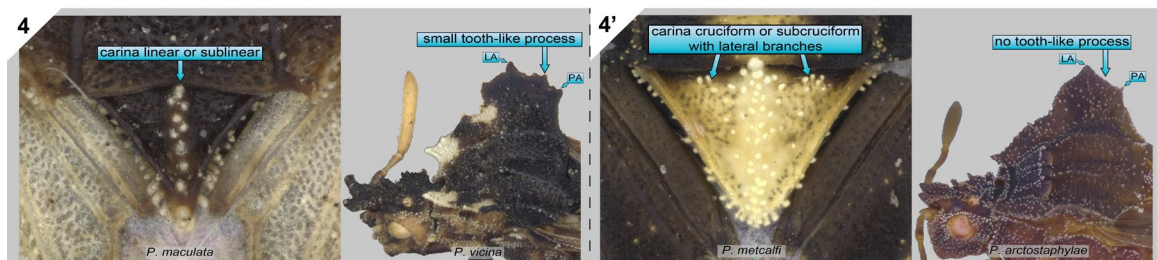 4
carina linear or sublinear
small tooth-like process
LA
PA
P. maculata
P. vicina
4’
carina cruciform or subcruciform
with lateral branches
no tooth-like process
LA
PA
P. metcalfi
P. arctostaphylae